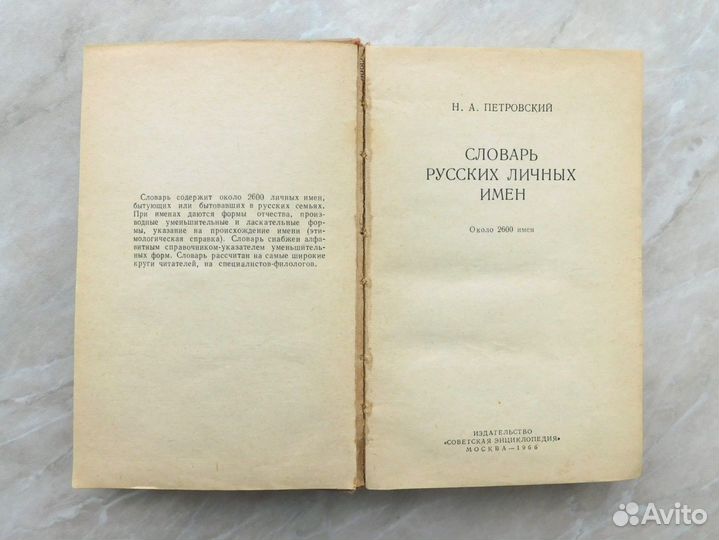 Словарь содержит около 2600 личных имен,
бытующих или бытовавших в русских семьях.
При именах даются формы отчества, произ-
водные уменьшительные и ласкательные фор-
мы, указание на происхождение имени (эти-
мологическая справка). Словарь снабжен алфа-
витным справочником-указателем уменьшитель-
ных форм. Словарь рассчитан на самые широкие
круги читателей, на специалистов-филологов.
Н. А. ПЕТРОВСКИЙ
СЛОВАРЬ
РУССКИХ ЛИЧНЫХ
ИМЕН
Около 2600 имен
ИЗДАТЕЛЬСТВО
«СОВЕТСКАЯ ЭНЦИКЛОПЕДИЯ»
МОСКВА—1966
Avito